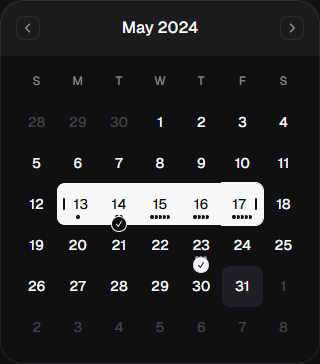 May 2024
S M T W T F S
28 29 30 1 2 3 4
5 6 7 8 9 10 11
12 13 14 15 16 17 18
19 20 21 22 23 24 25
26 27 28 29 30 31 1
2 3 4 5 6 7 8